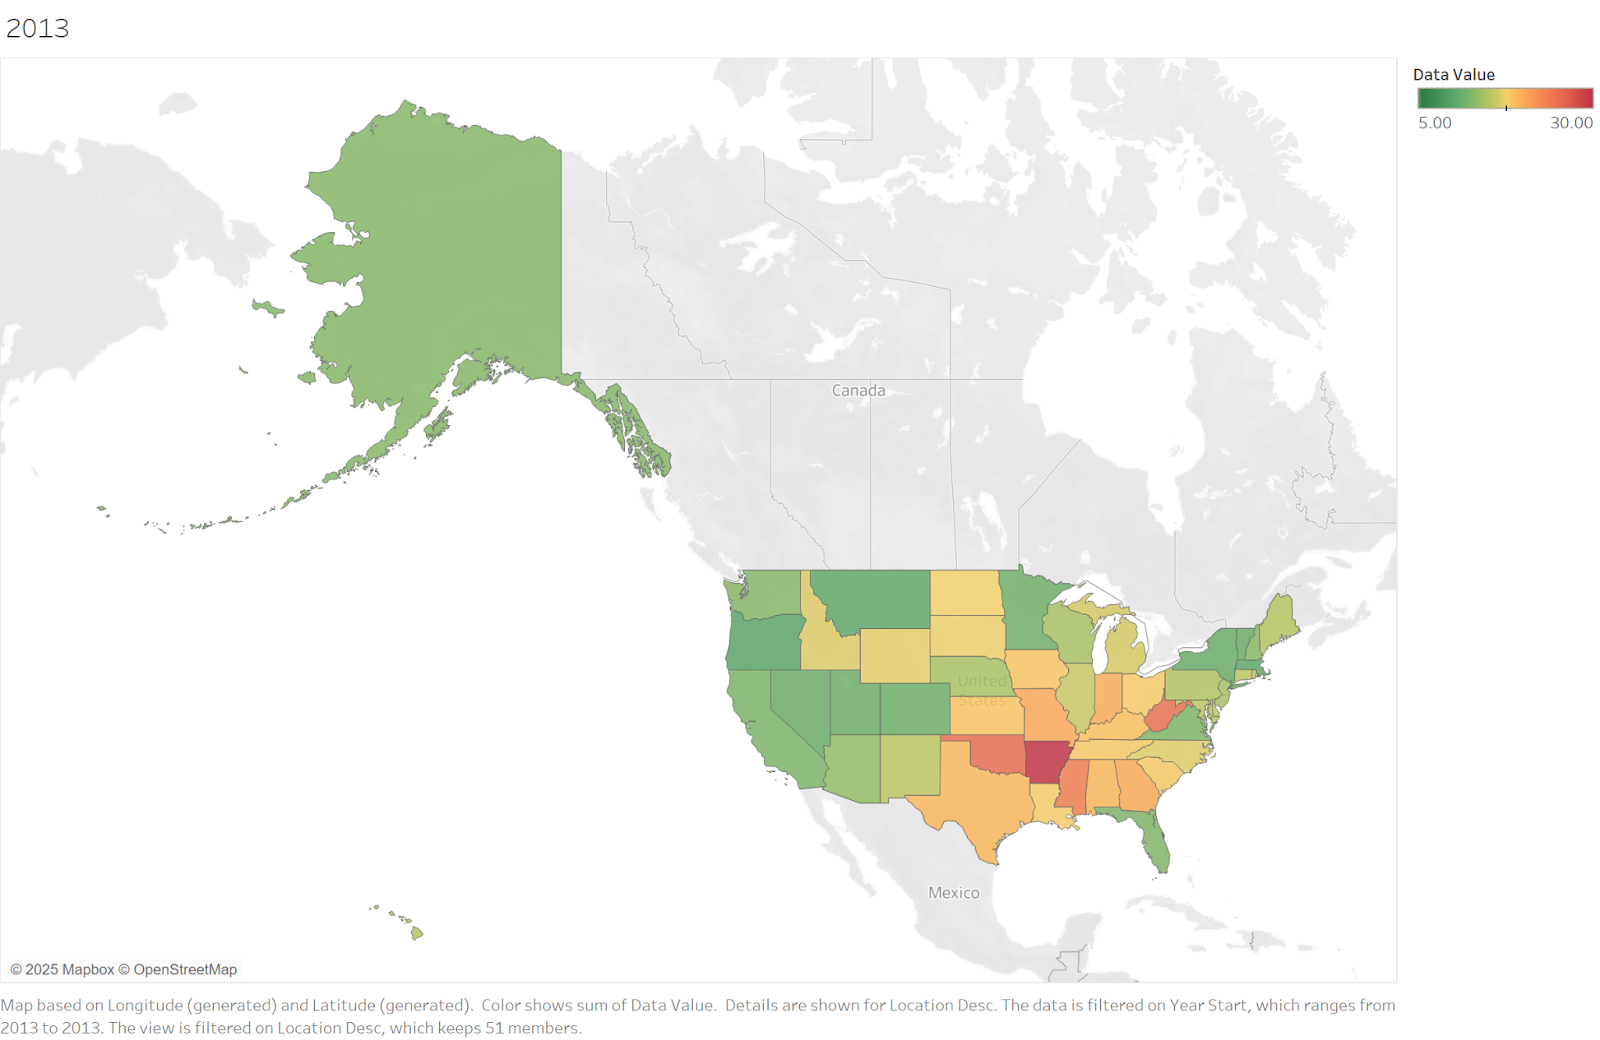 2013
Data Value
5.00 30.00
Canada
United
States
Mexico
© 2025 Mapbox © OpenStreetMap
Map based on Longitude (generated) and Latitude (generated).  Color shows sum of Data Value.  Details are shown for Location Desc. The data is filtered on Year Start, which ranges from
2013 to 2013. The view is filtered on Location Desc, which keeps 51 members.